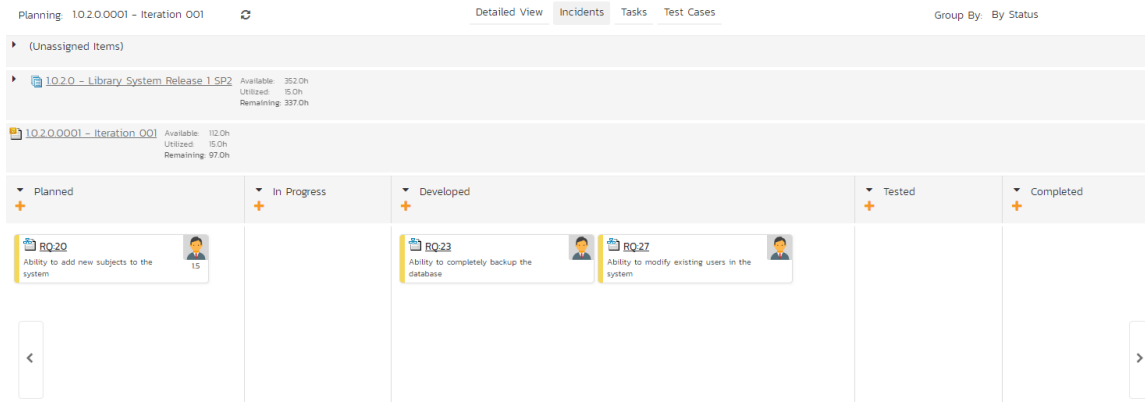 Planning: 1.0.2.0.0001 - Iteration 001
Detailed View Incidents Tasks Test Cases
Group By: By Status
(Unassigned Items)
1.0.2.0 - Library System Release 1 SP2
Available: 352.0h
Utilized: 15.0h
Remaining: 337.0h
1.0.2.0.0001 - Iteration 001
Available: 112.0h
Utilized: 15.0h
Remaining: 97.0h
Planned
In Progress
Developed
Tested
Completed
RQ:20
Ability to add new subjects to the
system
1.5
RQ:23
Ability to completely backup the
database
RQ:27
Ability to modify existing users in the
system